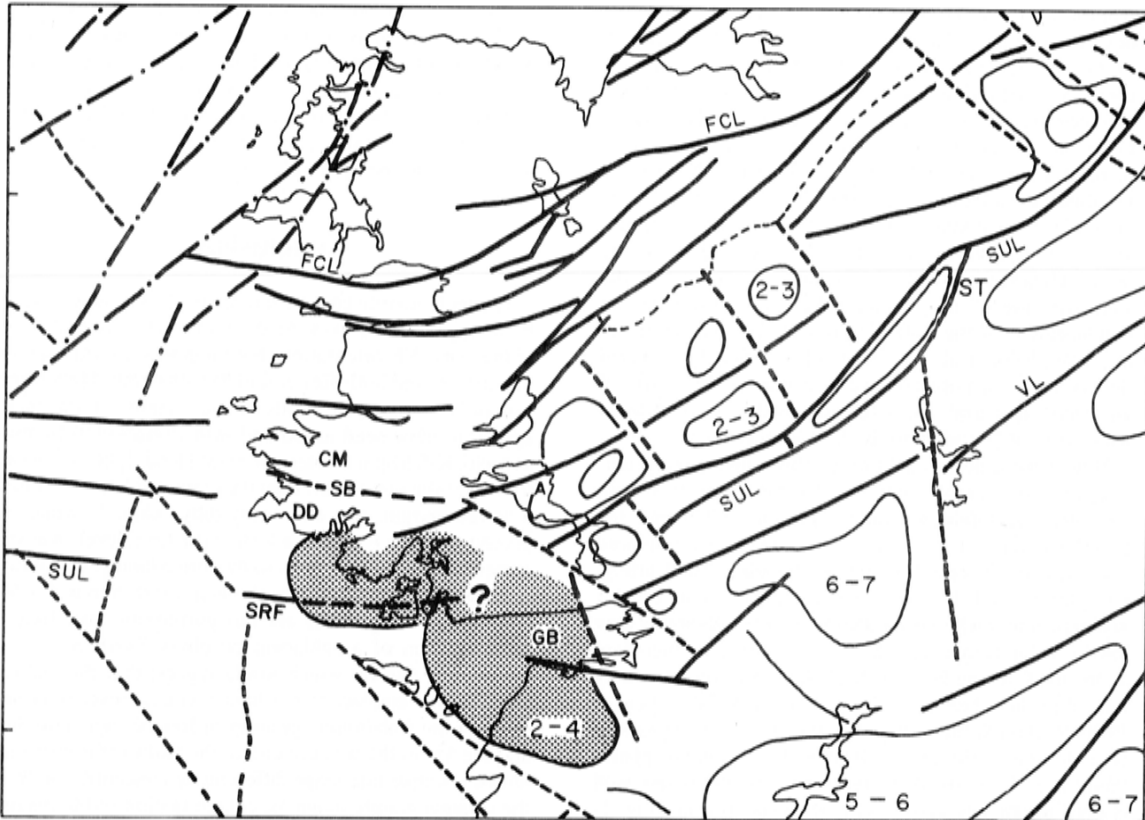 FCL
FCL
SUL
2-3
ST
VL
2-3
CM
SB
A
SUL
DD
SUL
6-7
SRF
?
GB
2-4
5-6
6-7